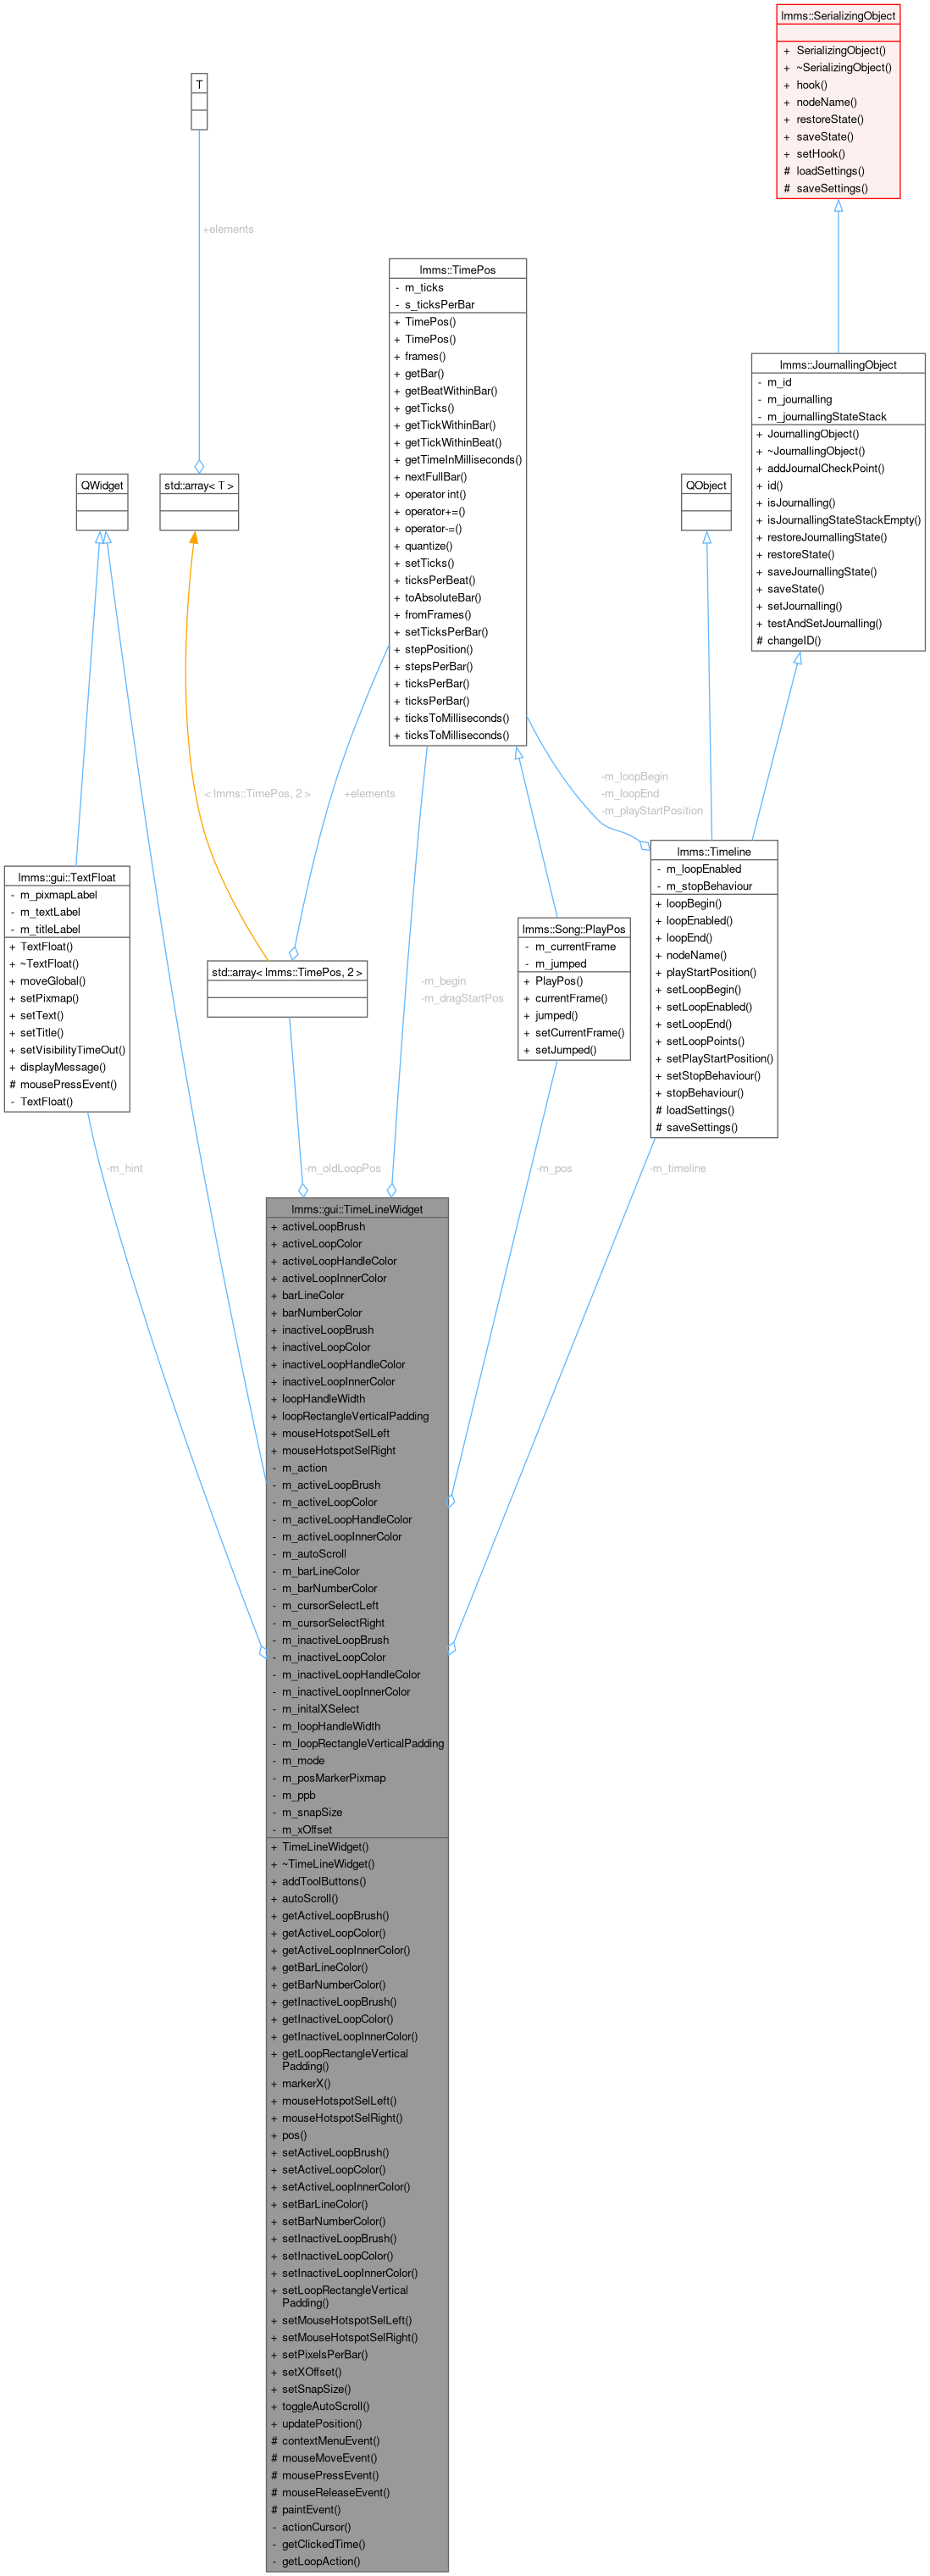 lmms::SerializingObject
+ SerializingObject()
+ ~SerializingObject()
+ hook()
+ nodeName()
+ restoreState()
+ saveState()
+ setHook()
# loadSettings()
# saveSettings()
T
+elements
lmms::TimePos
- m_ticks
- s_ticksPerBar
+ TimePos()
+ TimePos()
+ frames()
+ getBar()
+ getBeatWithinBar()
+ getTicks()
+ getTickWithinBar()
+ getTickWithinBeat()
+ getTimeInMilliseconds()
+ nextFullBar()
+ operator int()
+ operator+=()
+ operator-=()
+ quantize()
+ setTicks()
+ ticksPerBeat()
+ toAbsoluteBar()
+ fromFrames()
+ setTicksPerBar()
+ stepPosition()
+ stepsPerBar()
+ ticksPerBar()
+ ticksPerBar()
+ ticksToMilliseconds()
+ ticksToMilliseconds()
lmms::JournallingObject
- m_id
- m_journalling
- m_journallingStateStack
+ JournallingObject()
+ ~JournallingObject()
+ addJournalCheckPoint()
+ id()
+ isJournalling()
+ isJournallingStateStackEmpty()
+ restoreJournallingState()
+ restoreState()
+ saveJournallingState()
+ saveState()
+ setJournalling()
+ testAndSetJournalling()
# changeID()
QWidget
std::array< T >
QObject
< lmms::TimePos, 2 >
+elements
-m_loopBegin
-m_loopEnd
-m_playStartPosition
lmms::gui::TextFloat
- m_pixmapLabel
- m_textLabel
- m_titleLabel
+ TextFloat()
+ ~TextFloat()
+ moveGlobal()
+ setPixmap()
+ setText()
+ setTitle()
+ setVisibilityTimeOut()
+ displayMessage()
# mousePressEvent()
- TextFloat()
std::array< lmms::TimePos, 2 >
-m_begin
-m_dragStartPos
lmms::Song::PlayPos
- m_currentFrame
- m_jumped
+ PlayPos()
+ currentFrame()
+ jumped()
+ setCurrentFrame()
+ setJumped()
lmms::Timeline
- m_loopEnabled
- m_stopBehaviour
+ loopBegin()
+ loopEnabled()
+ loopEnd()
+ nodeName()
+ playStartPosition()
+ setLoopBegin()
+ setLoopEnabled()
+ setLoopEnd()
+ setLoopPoints()
+ setPlayStartPosition()
+ setStopBehaviour()
+ stopBehaviour()
# loadSettings()
# saveSettings()
-m_hint
-m_oldLoopPos
-m_pos
-m_timeline
lmms::gui::TimeLineWidget
+ activeLoopBrush
+ activeLoopColor
+ activeLoopHandleColor
+ activeLoopInnerColor
+ barLineColor
+ barNumberColor
+ inactiveLoopBrush
+ inactiveLoopColor
+ inactiveLoopHandleColor
+ inactiveLoopInnerColor
+ loopHandleWidth
+ loopRectangleVerticalPadding
+ mouseHotspotSelLeft
+ mouseHotspotSelRight
- m_action
- m_activeLoopBrush
- m_activeLoopColor
- m_activeLoopHandleColor
- m_activeLoopInnerColor
- m_autoScroll
- m_barLineColor
- m_barNumberColor
- m_cursorSelectLeft
- m_cursorSelectRight
- m_inactiveLoopBrush
- m_inactiveLoopColor
- m_inactiveLoopHandleColor
- m_inactiveLoopInnerColor
- m_initalXSelect
- m_loopHandleWidth
- m_loopRectangleVerticalPadding
- m_mode
- m_posMarkerPixmap
- m_ppb
- m_snapSize
- m_xOffset
+ TimeLineWidget()
+ ~TimeLineWidget()
+ addToolButtons()
+ autoScroll()
+ getActiveLoopBrush()
+ getActiveLoopColor()
+ getActiveLoopInnerColor()
+ getBarLineColor()
+ getBarNumberColor()
+ getInactiveLoopBrush()
+ getInactiveLoopColor()
+ getInactiveLoopInnerColor()
+ getLoopRectangleVertical
Padding()
+ markerX()
+ mouseHotspotSelLeft()
+ mouseHotspotSelRight()
+ pos()
+ setActiveLoopBrush()
+ setActiveLoopColor()
+ setActiveLoopInnerColor()
+ setBarLineColor()
+ setBarNumberColor()
+ setInactiveLoopBrush()
+ setInactiveLoopColor()
+ setInactiveLoopInnerColor()
+ setLoopRectangleVertical
Padding()
+ setMouseHotspotSelLeft()
+ setMouseHotspotSelRight()
+ setPixelsPerBar()
+ setXOffset()
+ setSnapSize()
+ toggleAutoScroll()
+ updatePosition()
# contextMenuEvent()
# mouseMoveEvent()
# mousePressEvent()
# mouseReleaseEvent()
# paintEvent()
- actionCursor()
- getClickedTime()
- getLoopAction()